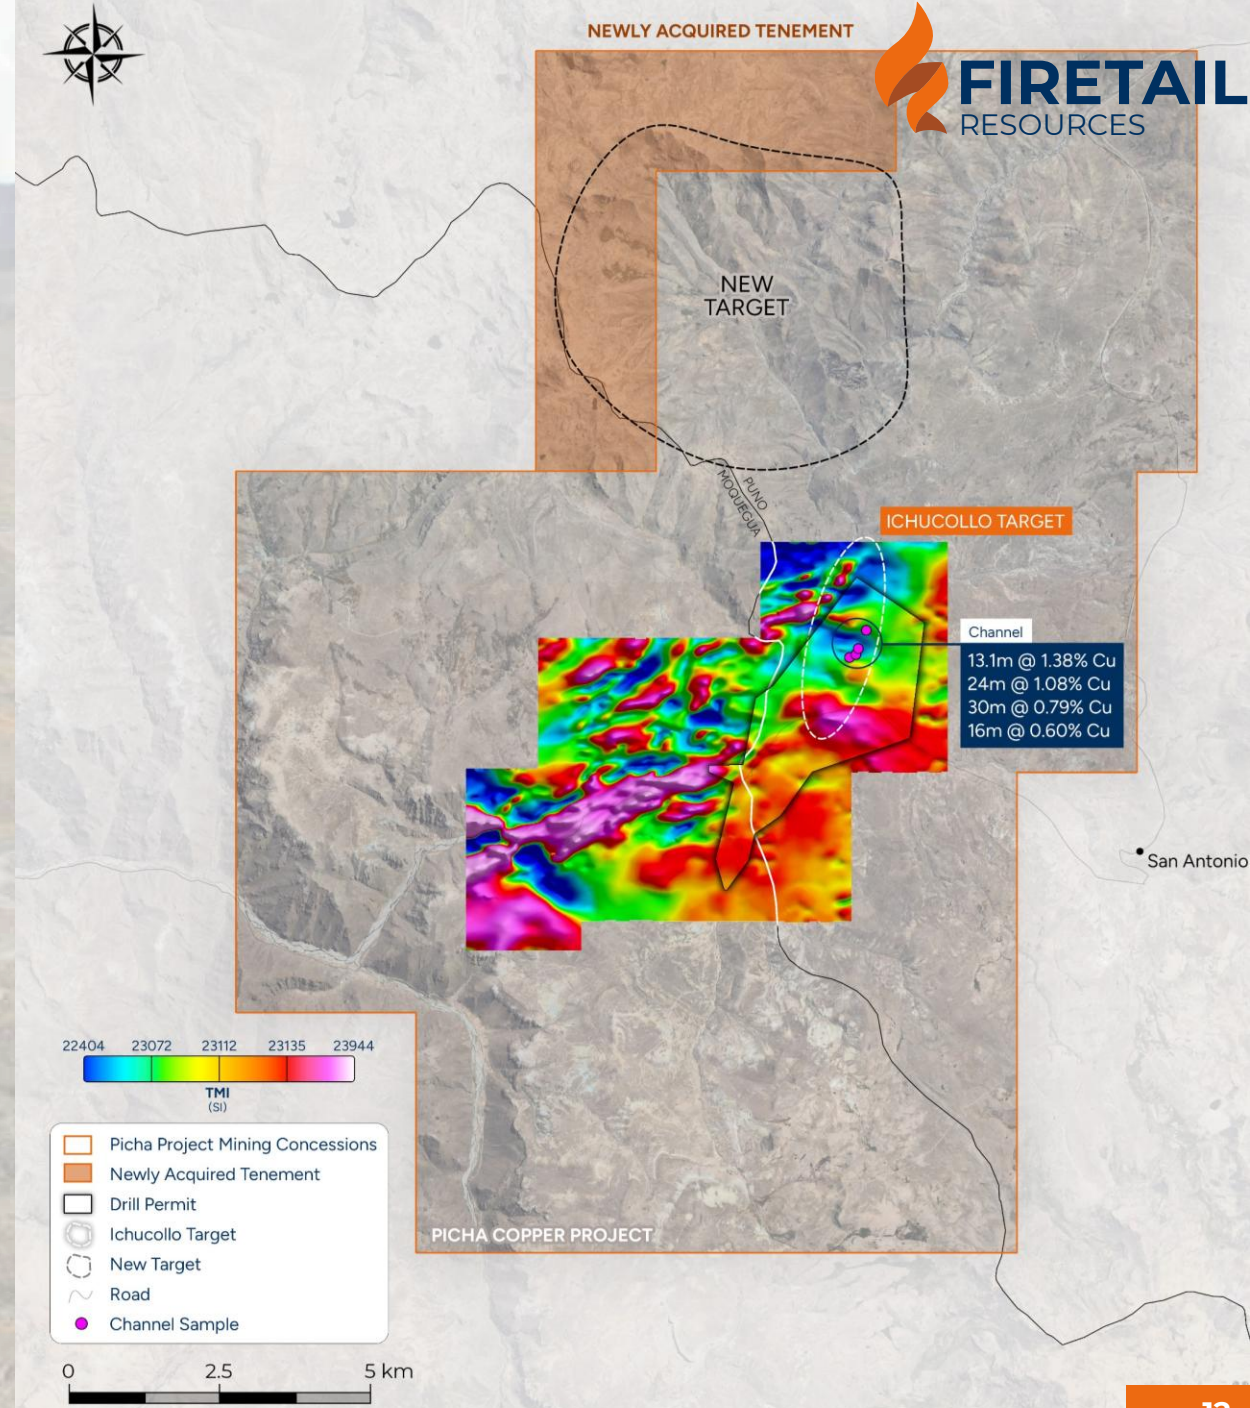 NEWLY ACQUIRED TENEMENT
FIRETAIL
RESOURCES
NEW
TARGET
PUNO
MOQUEGUA
ICHUCOLLO TARGET
Channel
13.1m @ 1.38% Cu
24m @ 1.08% Cu
30m @ 0.79% Cu
16m @ 0.60% Cu
San Antonio
22404 23072 23112 23135 23944
TMI
(SI)
Picha Project Mining Concessions
Newly Acquired Tenement
Drill Permit
Ichucollo Target
New Target
Road
Channel Sample
PICHA COPPER PROJECT
0 2.5 5 km